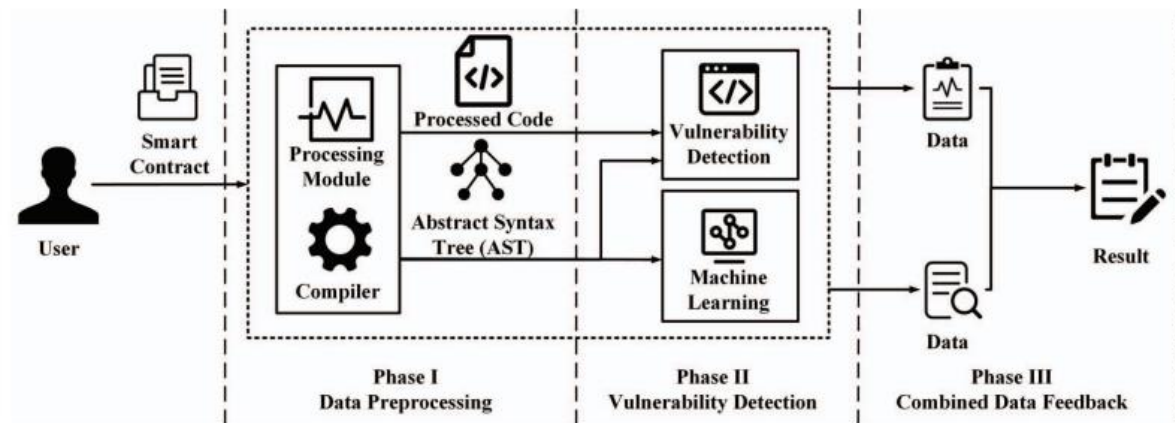 Smart
Contract
User
Processing
Module
Compiler
</>
Processed Code
Abstract Syntax
Tree (AST)
</>
Vulnerability
Detection
Machine
Learning
Data
Data
Result
Phase I
Data Preprocessing
Phase II
Vulnerability Detection
Phase III
Combined Data Feedback